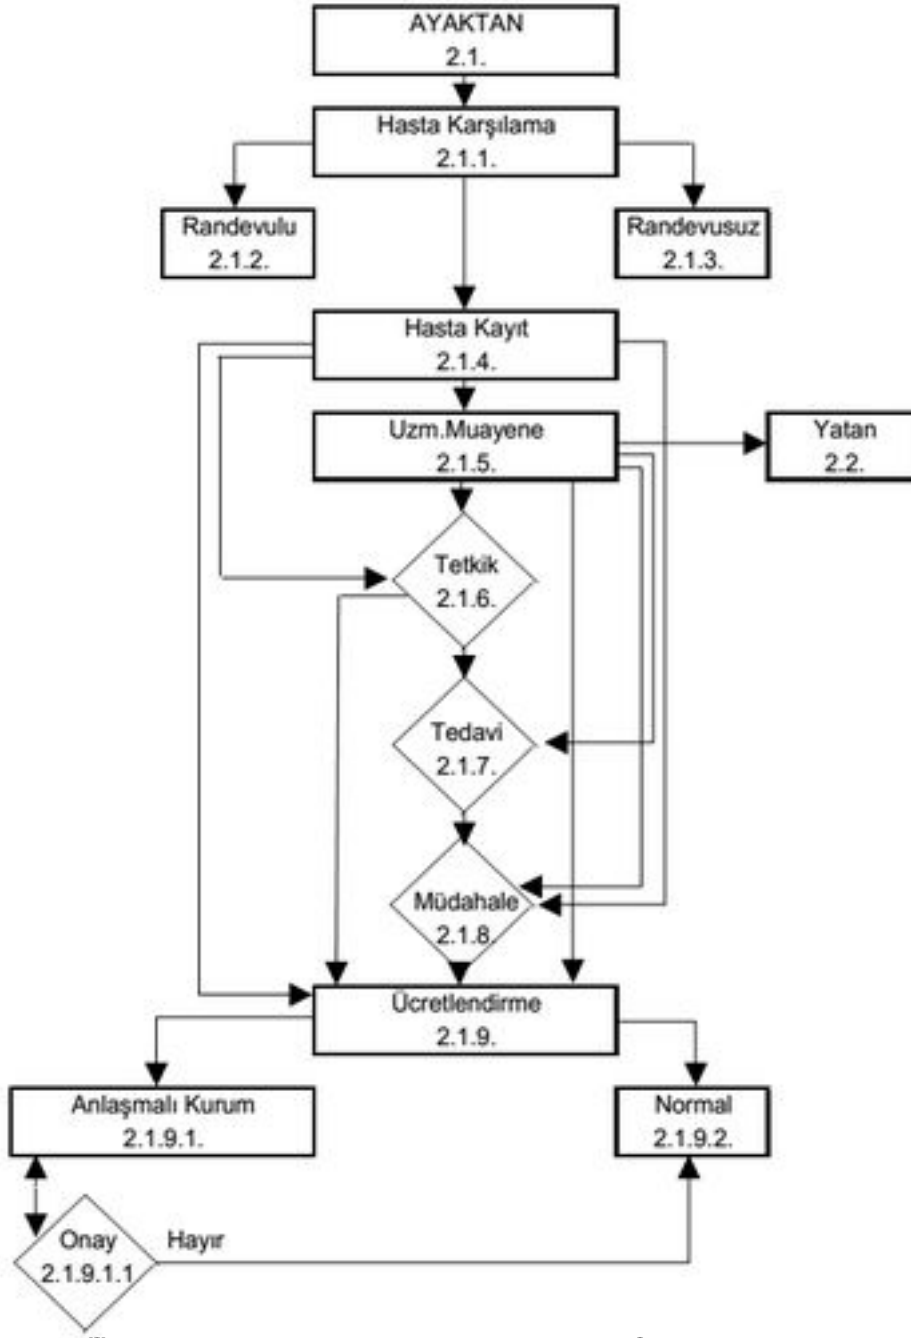 AYAKTAN
2.1.
Hasta Karşılama
2.1.1.
Randevulu
2.1.2.
Randevusuz
2.1.3.
Hasta Kayıt
2.1.4.
Uzm.Muayene
2.1.5.
Yatan
2.2.
Tetkik
2.1.6.
Tedavi
2.1.7.
Müdahale
2.1.8.
Ücretlendirme
2.1.9.
Anlaşmalı Kurum
2.1.9.1.
Normal
2.1.9.2.
Onay
2.1.9.1.1
Hayır